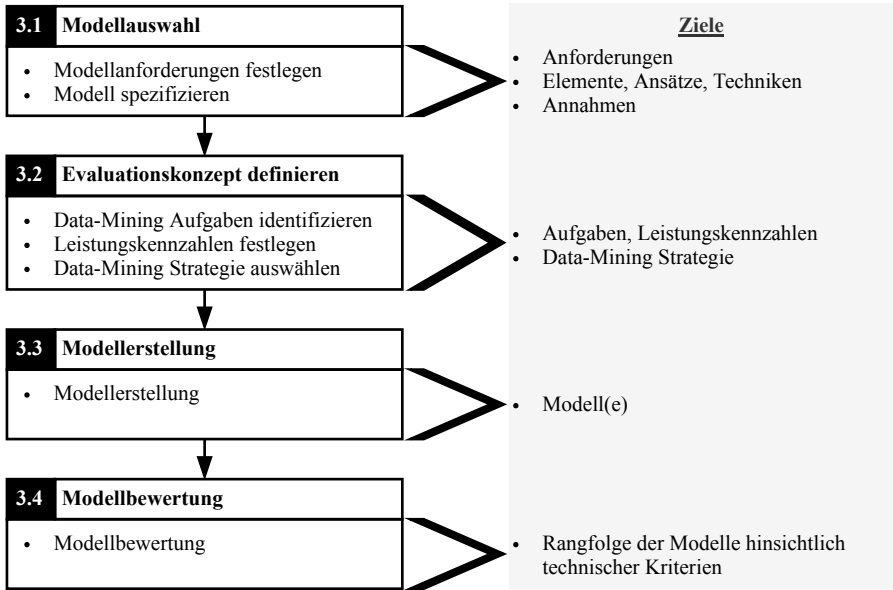 3.1 Modellauswahl
• Modellanforderungen festlegen
• Modell spezifizieren
Ziele
• Anforderungen
• Elemente, Ansätze, Techniken
• Annahmen
3.2 Evaluationskonzept definieren
• Data-Mining Aufgaben identifizieren
• Leistungskennzahlen festlegen
• Data-Mining Strategie auswählen
• Aufgaben, Leistungskennzahlen
• Data-Mining Strategie
3.3 Modellerstellung
• Modellerstellung
• Modell(e)
3.4 Modellbewertung
• Modellbewertung
• Rangfolge der Modelle hinsichtlich
technischer Kriterien